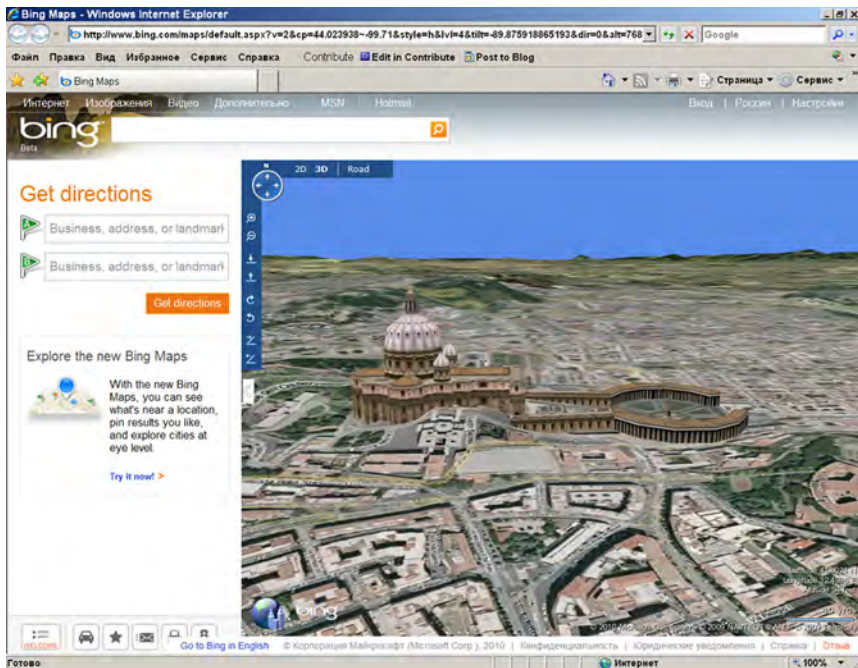 Bing Maps - Windows Internet Explorer
http://www.bing.com/maps/default.aspx?v=2&cp=44.023938~-99.71&style=h&lvl=4&tilt=-89.875918865193&dir=0&alt=768
Google
Файл Правка Вид Избранное Сервис Справка Contribute Edit in Contribute Post to Blog
Bing Maps
Страница Сервис
Интернет Изображения Видео Дополнительно MSN Hotmail
Вход | Россия | Настройки
bing
Beta
2D 3D Road
N
Get directions
A
Business, address, or landmark
B
Business, address, or landmark
Get directions
Explore the new Bing Maps
With the new Bing
Maps, you can see
what's near a location,
pin results you like,
and explore cities at
eye level.
Try it now! >
bing
WELCOME
Go to Bing in English © Корпорация Майкрософт (Microsoft Corp.), 2010 | Конфиденциальность | Юридические уведомления | Справка | Отзыв
Готово
Интернет
100%